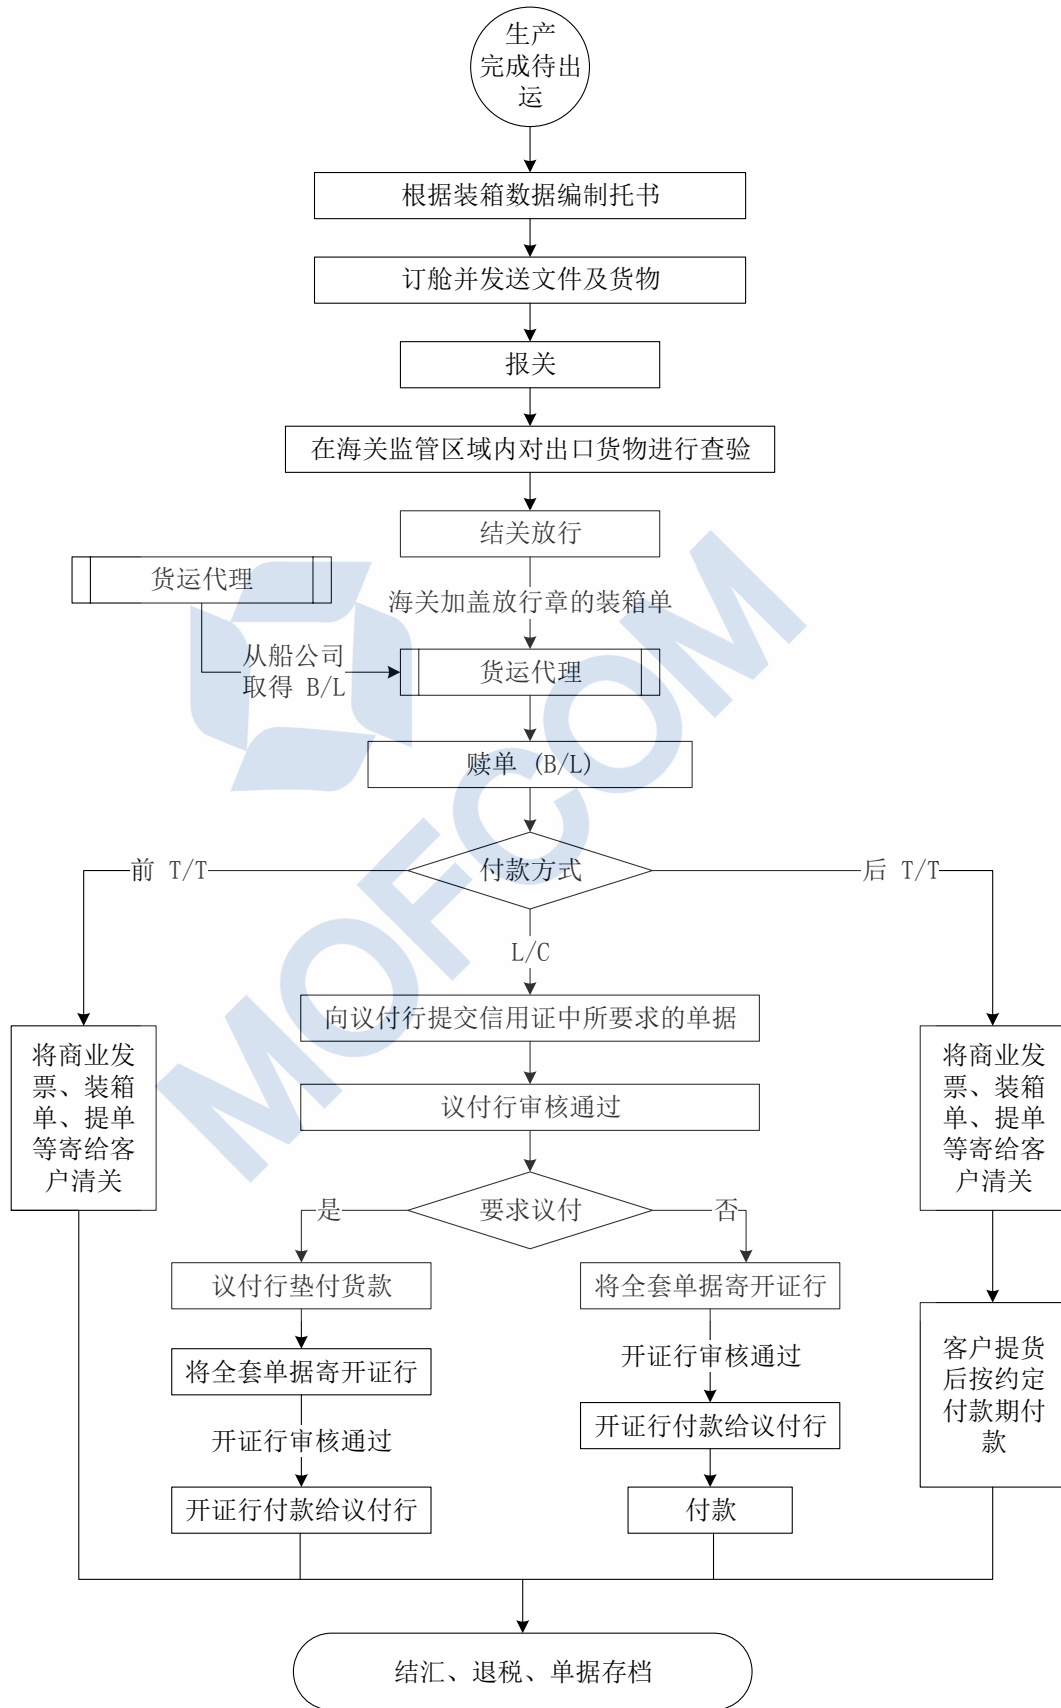 生产
完成待出
运
根据装箱数据编制托书
订舱并发送文件及货物
报关
在海关监管区域内对出口货物进行查验
结关放行
货运代理
海关加盖放行章的装箱单
从船公司
取得 B/L
货运代理
赎单 (B/L)
前 T/T
付款方式
后 T/T
L/C
向议付行提交信用证中所要求的单据
将商业发
票、装箱
单、提单
等寄给客
户清关
将商业发
票、装箱
单、提单
等寄给客
户清关
议付行审核通过
是
要求议付
否
议付行垫付货款
将全套单据寄开证行
将全套单据寄开证行
开证行审核通过
客户提货
后按约定
付款期付
款
开证行付款给议付行
开证行审核通过
开证行付款给议付行
付款
结汇、退税、单据存档
MOFCOM